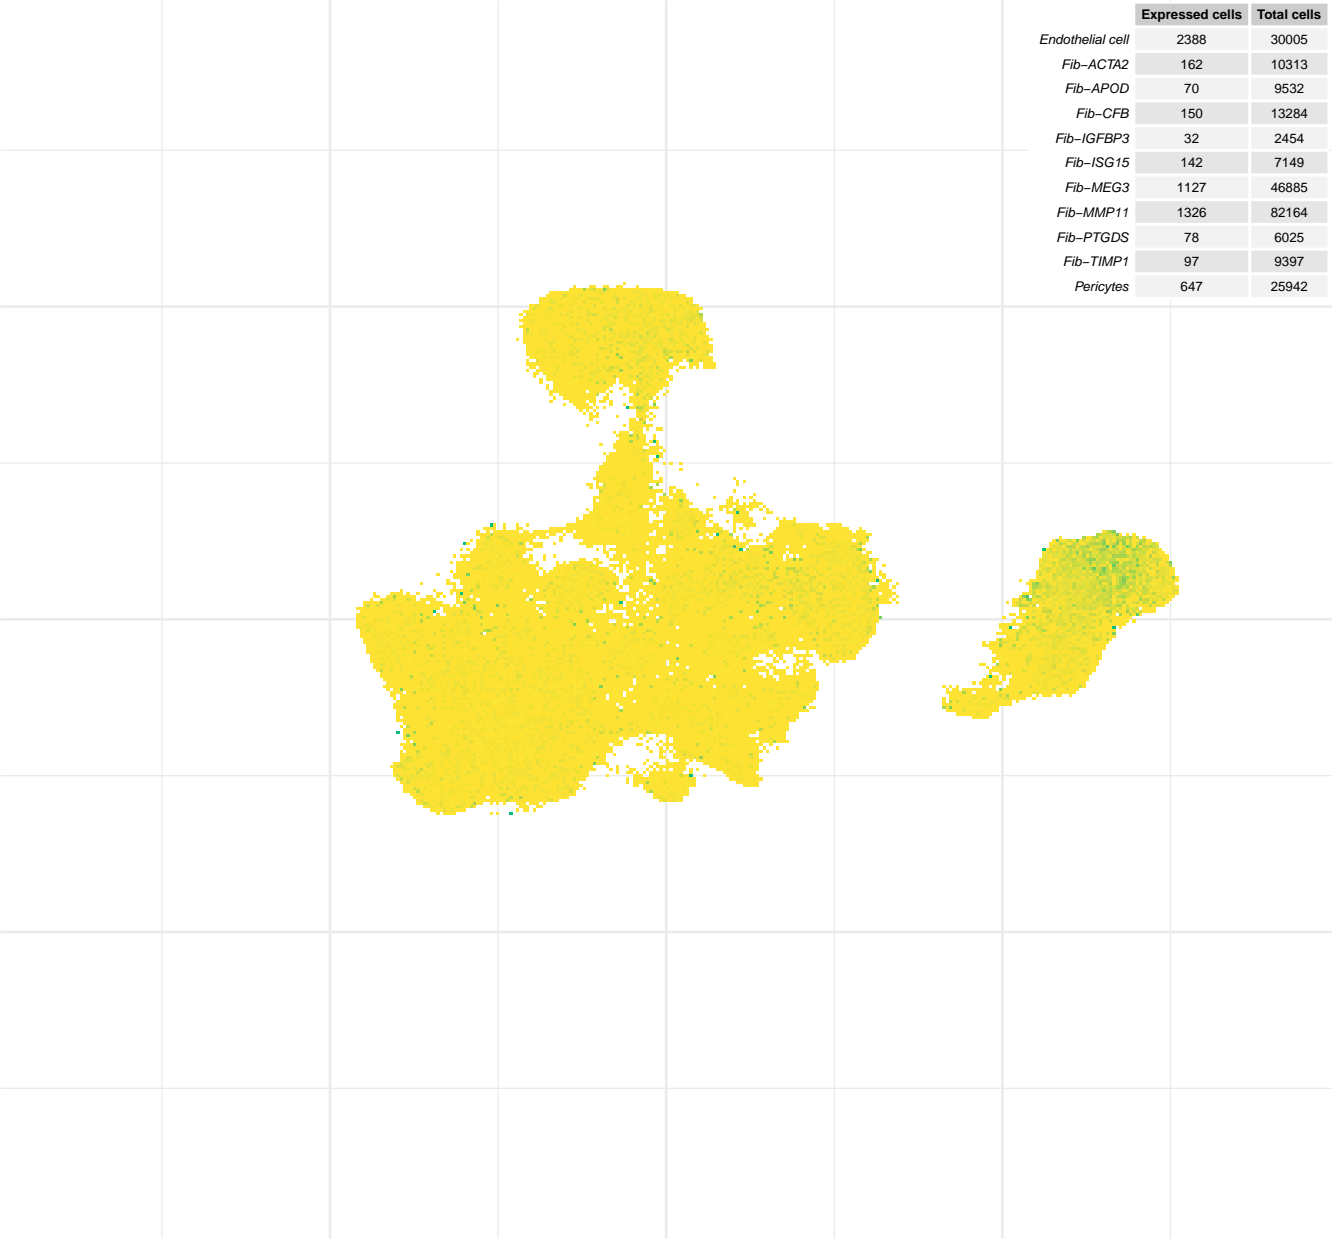 Expressed cells Total cells
Endothelial cell 2388 30005
Fib−ACTA2 162 10313
Fib−APOD 70 9532
Fib−CFB 150 13284
Fib−IGFBP3 32 2454
Fib−ISG15 142 7149
Fib−MEG3 1127 46885
Fib−MMP11 1326 82164
Fib−PTGDS 78 6025
Fib−TIMP1 97 9397
Pericytes 647 25942